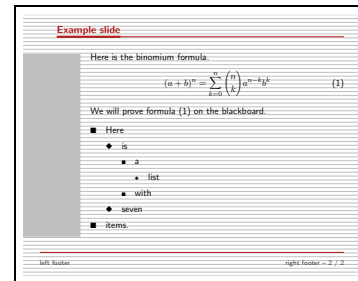 Example slide
Here is the binomium formula.
(a + b)^n = \sum_{k=0}^{n} \binom{n}{k} a^{n-k} b^k (1)
We will prove formula (1) on the blackboard.
■ Here
◆ is
■ a
◆ list
■ with
◆ seven
■ items.
left footer right footer – 2 / 2